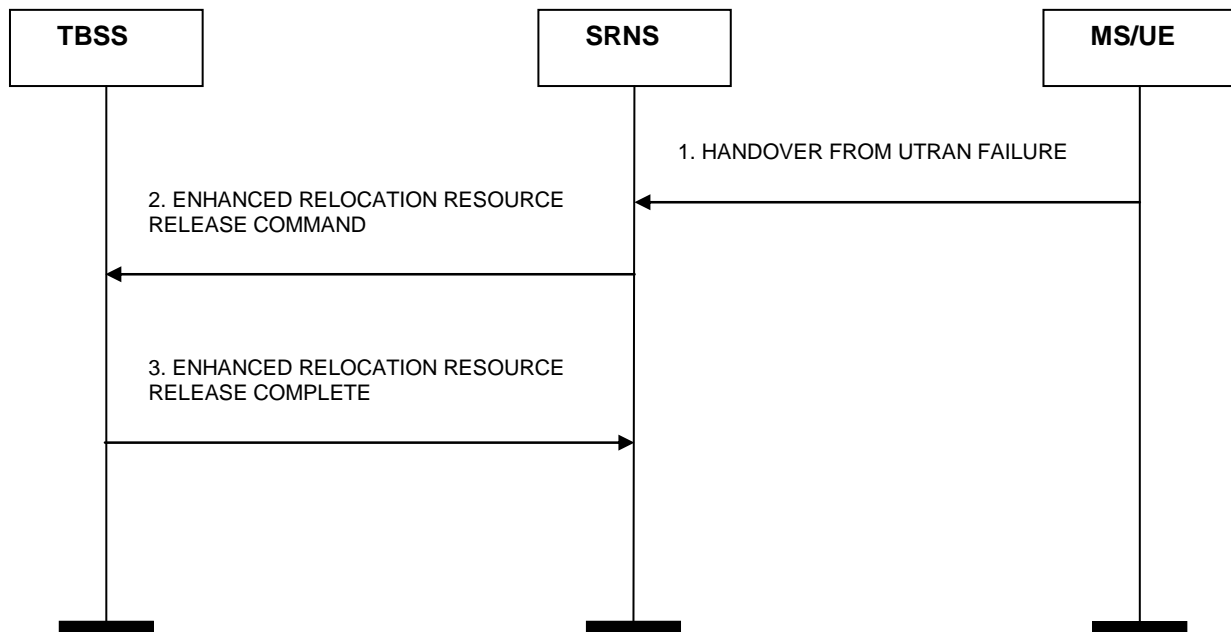 TBSS
SRNS
MS/UE
1. HANDOVER FROM UTRAN FAILURE
2. ENHANCED RELOCATION RESOURCE
RELEASE COMMAND
3. ENHANCED RELOCATION RESOURCE
RELEASE COMPLETE